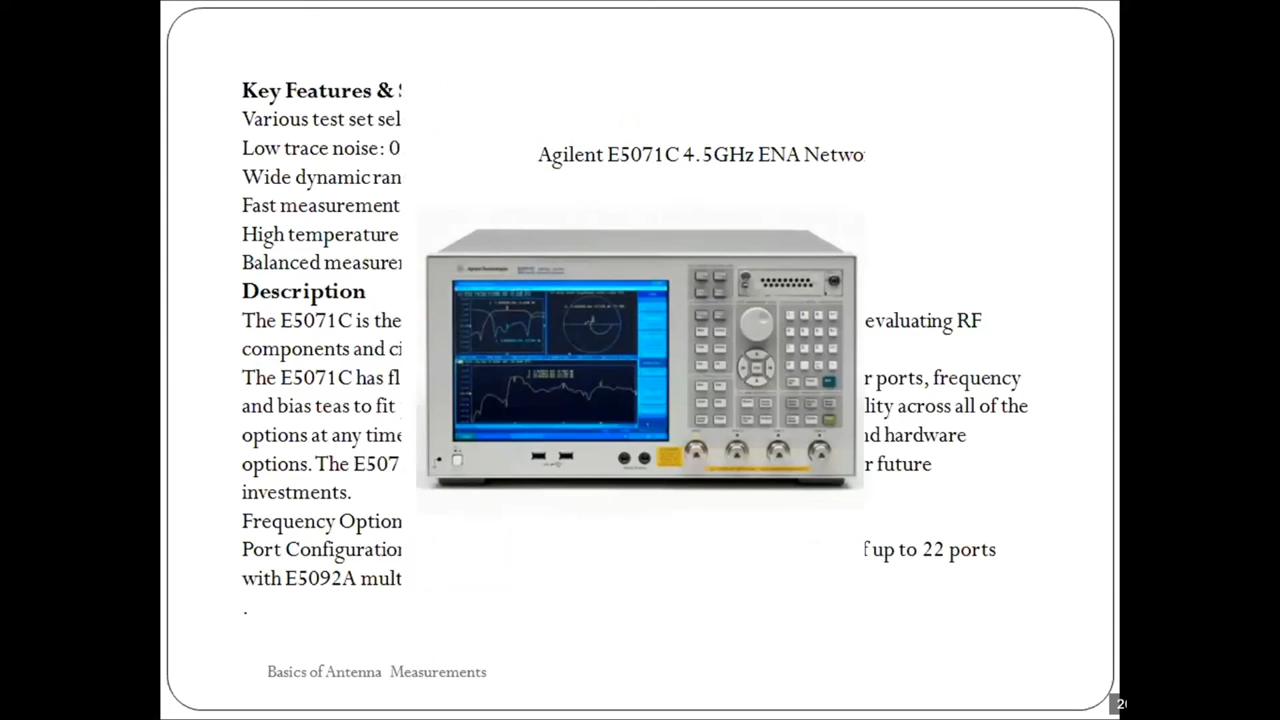 Key Features &
Various test set sel
Low trace noise: 0
Agilent E5071C 4.5GHz ENA Netwo
Wide dynamic ran
Fast measurement
High temperature
Balanced measurer
Description
The E5071C is the evaluating RF
components and ci
The E5071C has fl r ports, frequency
and bias teas to fit lity across all of the
options at any time nd hardware
options. The E507 r future
investments.
Frequency Option
Port Configuration f up to 22 ports
with E5092A mult
.
Basics of Antenna Measurements